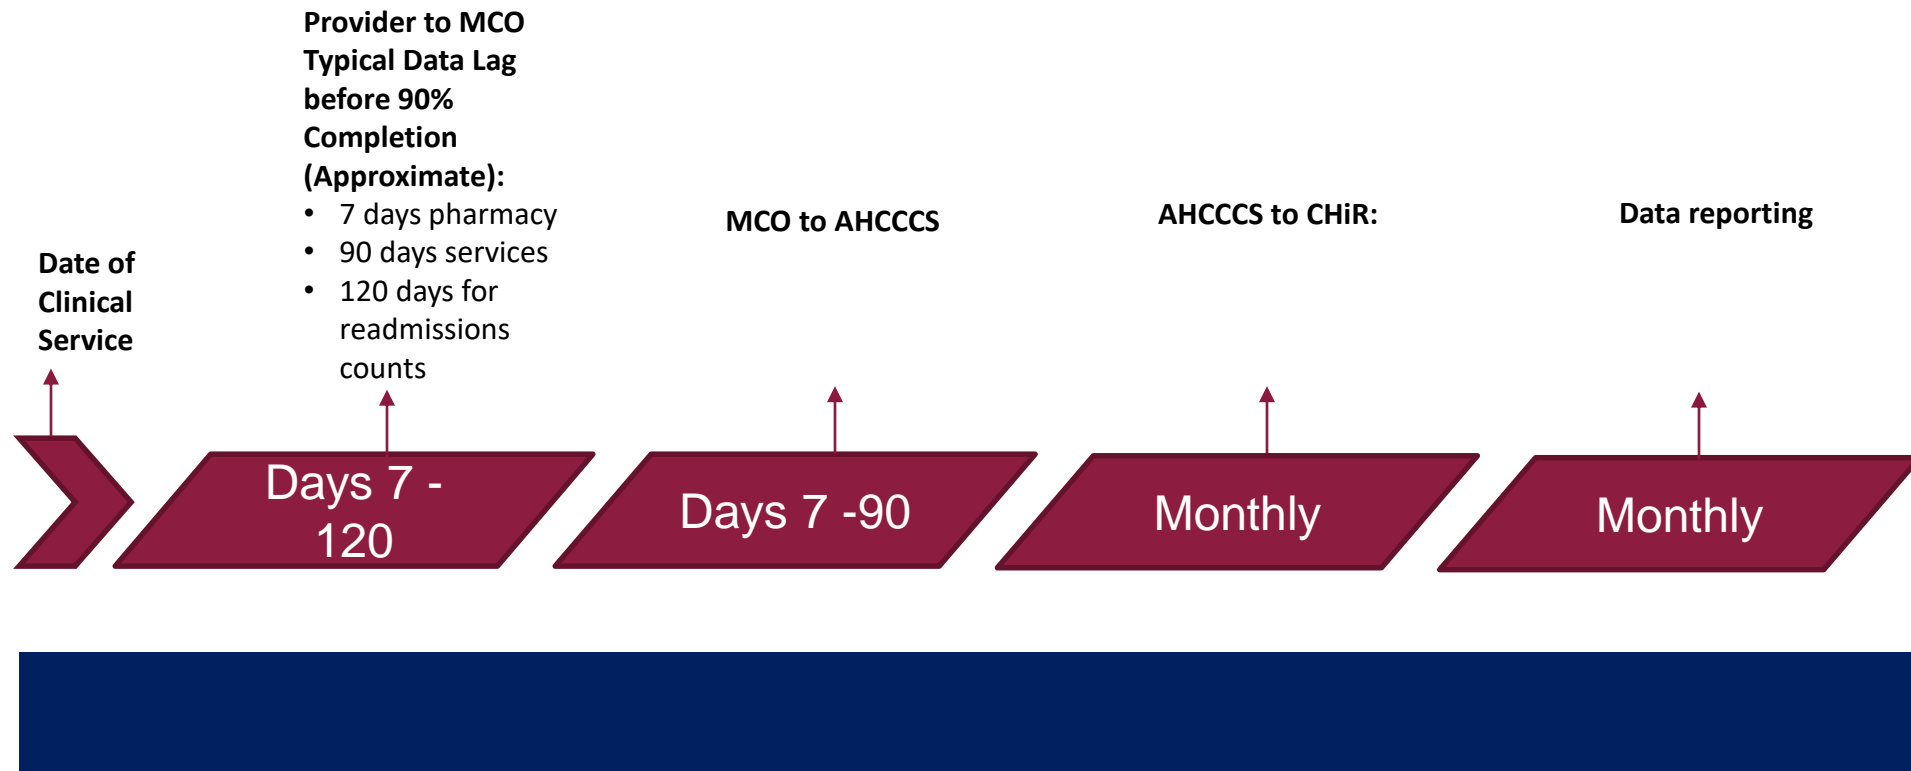 Date of
Clinical
Service
Provider to MCO
Typical Data Lag
before 90%
Completion
(Approximate):
• 7 days pharmacy
• 90 days services
• 120 days for
readmissions
counts
MCO to AHCCCS
AHCCCS to CHiR:
Data reporting
Days 7 -
120
Days 7 -90
Monthly
Monthly